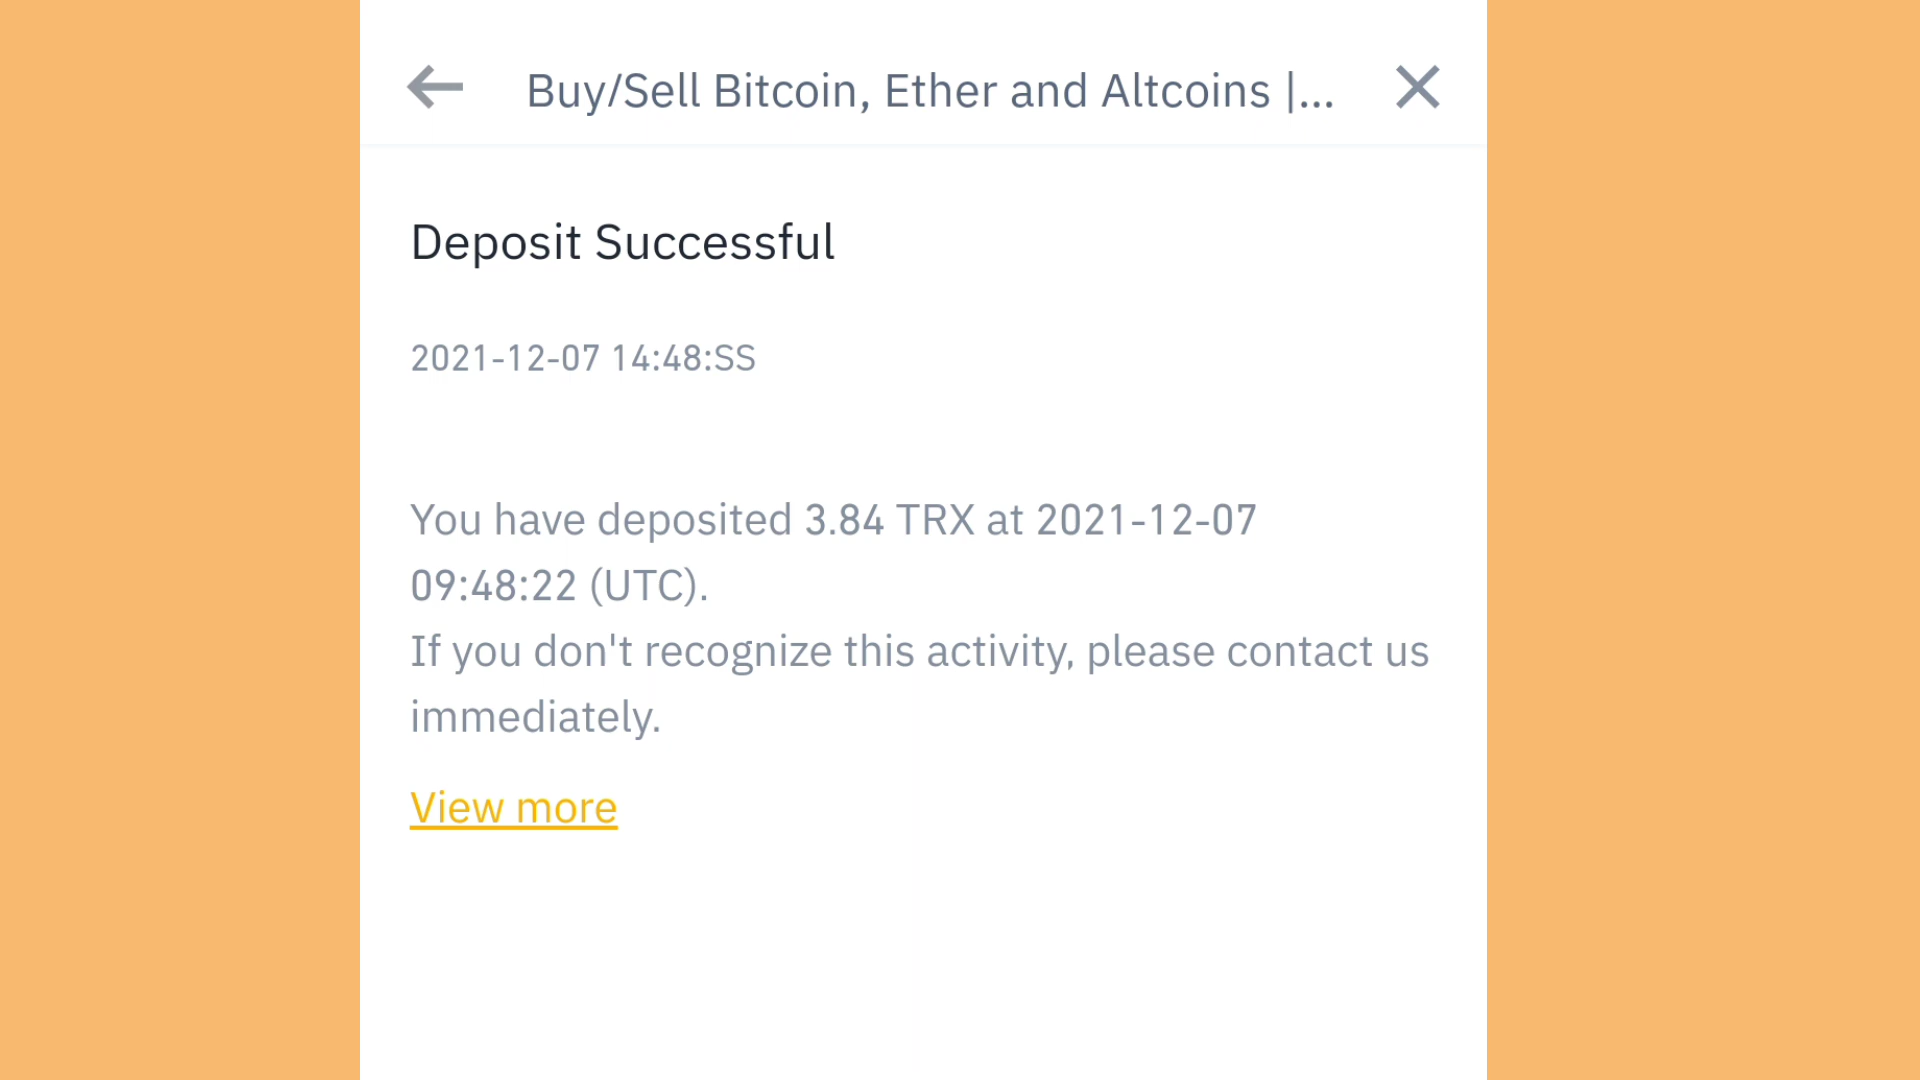 Buy/Sell Bitcoin, Ether and Altcoins |...
Deposit Successful
2021-12-07 14:48:SS
You have deposited 3.84 TRX at 2021-12-07
09:48:22 (UTC).
If you don't recognize this activity, please contact us
immediately.
View more